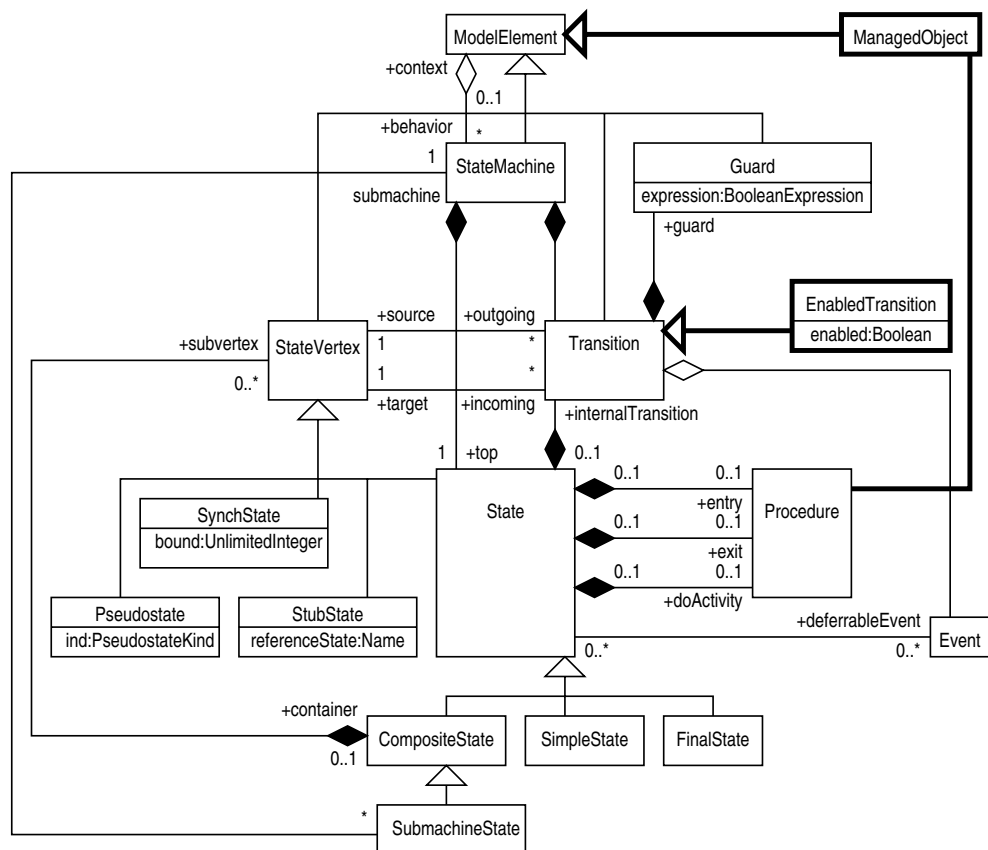 ModelElement
ManagedObject
+context
0..1
+behavior
*
1
StateMachine
Guard
expression:BooleanExpression
submachine
+guard
EnabledTransition
enabled:Boolean
+source
+outgoing
+subvertex
StateVertex
1
*
Transition
0..*
1
*
+target
+incoming
+internalTransition
1
+top
0..1
State
0..1
0..1
+entry
Procedure
SynchState
bound:UnlimitedInteger
0..1
0..1
+exit
0..1
0..1
+doActivity
Pseudostate
ind:PseudostateKind
StubState
referenceState:Name
+deferrableEvent
0..*
0..*
Event
+container
0..1
CompositeState
SimpleState
FinalState
*
SubmachineState